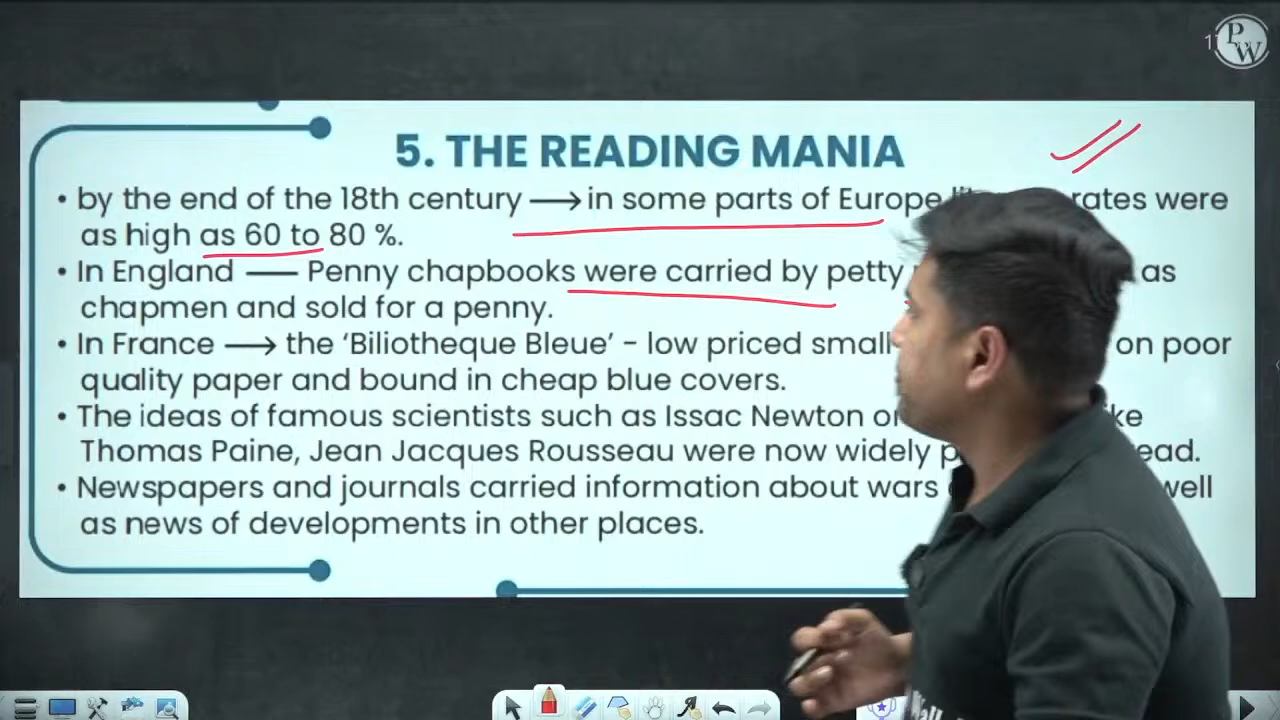 PW
1
5. THE READING MANIA
• by the end of the 18th century → in some parts of Europe rates were
as high as 60 to 80 %.
• In England — Penny chapbooks were carried by petty as
chapmen and sold for a penny.
• In France → the ‘Biliotheque Bleue’ - low priced small on poor
quality paper and bound in cheap blue covers.
• The ideas of famous scientists such as Issac Newton
Thomas Paine, Jean Jacques Rousseau were now widely
• Newspapers and journals carried information about wars well
as news of developments in other places.